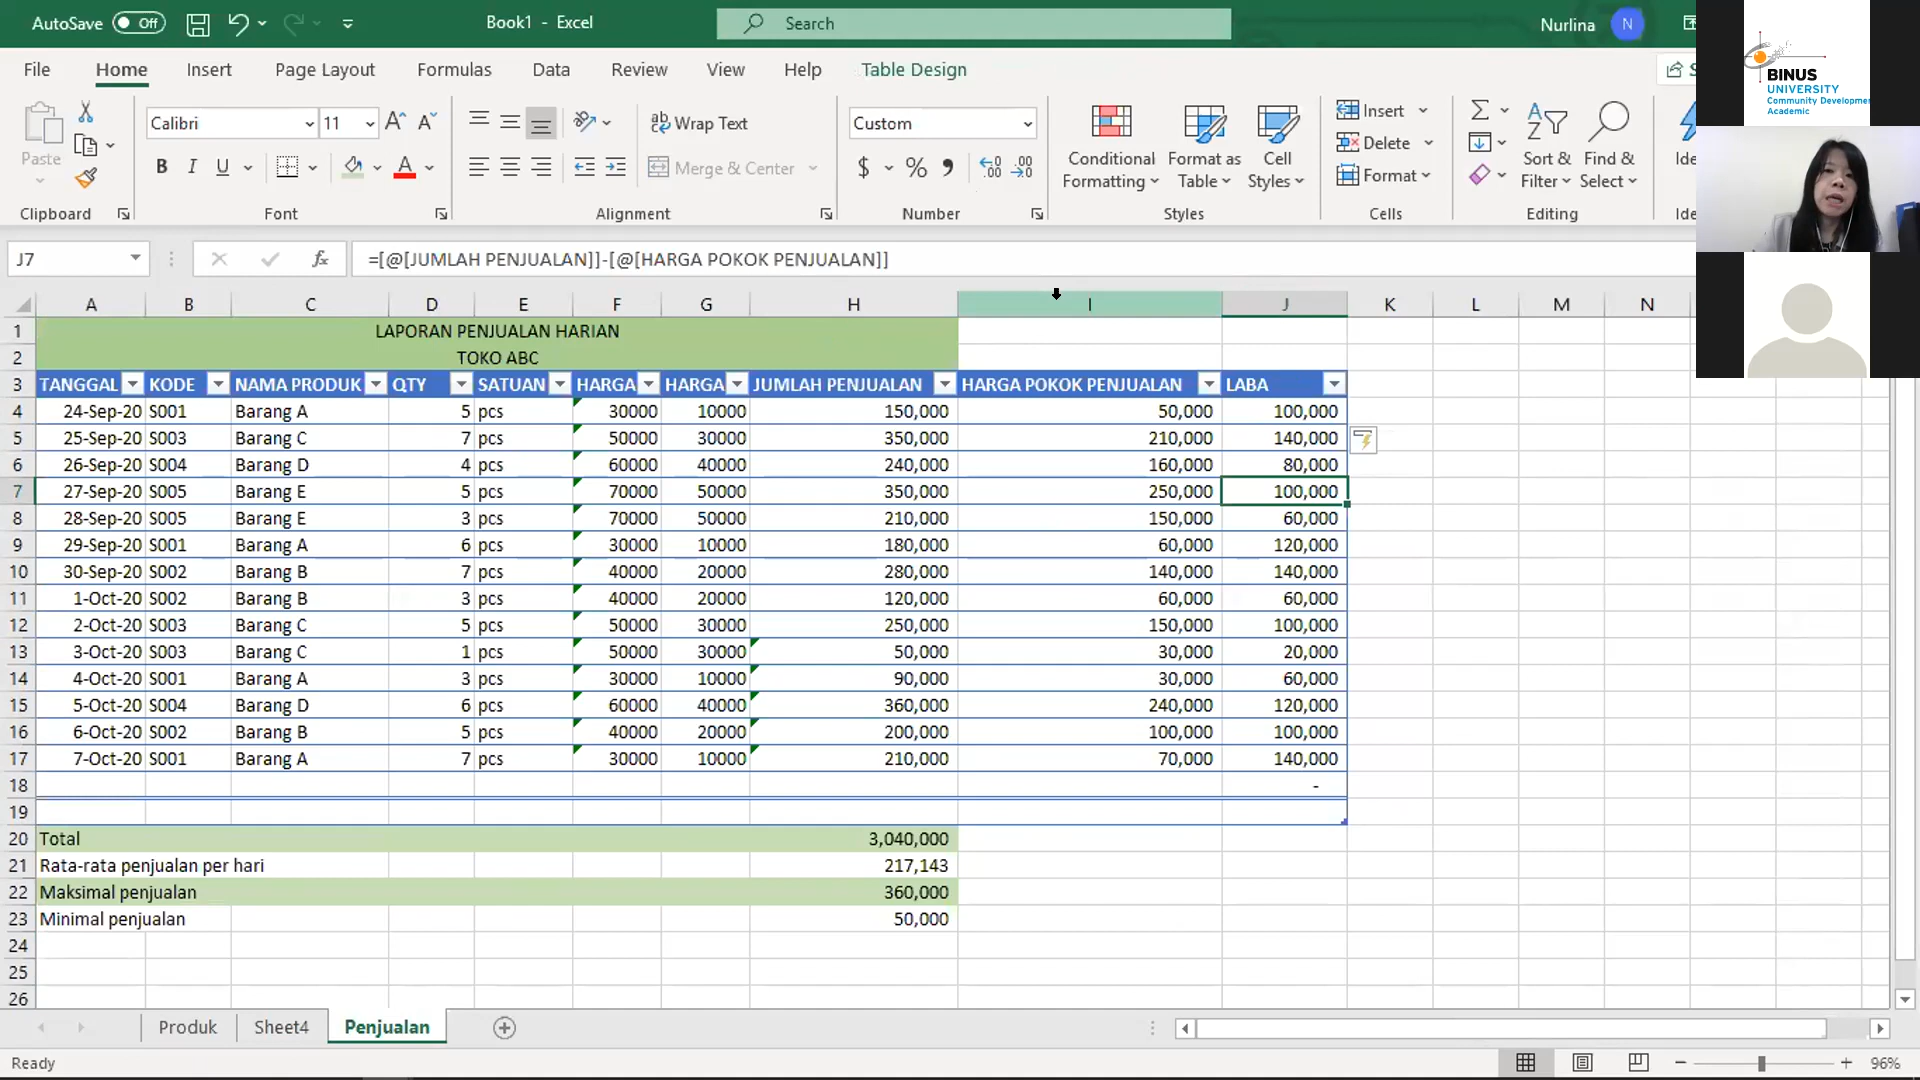 AutoSave Off Book1 - Excel Search Nurlina N
File Home Insert Page Layout Formulas Data Review View Help Table Design S
Paste Calibri 11 Wrap Text Custom Conditional Formatting Format as Table Cell Styles Insert Sort & Filter Find & Select
B I U A Merge & Center $ % Delete
Format
Clipboard Font Alignment Number Styles Cells Editing
BINUS
UNIVERSITY
Academic
J7 fx =[@[JUMLAH PENJUALAN]]-[@[HARGA POKOK PENJUALAN]]
A B C D E F G H I J K L M N
1 LAPORAN PENJUALAN HARIAN
2 TOKO ABC
3 TANGGAL KODE NAMA PRODUK QTY SATUAN HARGA HARGA JUMLAH PENJUALAN HARGA POKOK PENJUALAN LABA
4 24-Sep-20 S001 Barang A 5 pcs 30000 10000 150,000 50,000 100,000
5 25-Sep-20 S003 Barang C 7 pcs 50000 30000 350,000 210,000 140,000
6 26-Sep-20 S004 Barang D 4 pcs 60000 40000 240,000 160,000 80,000
7 27-Sep-20 S005 Barang E 5 pcs 70000 50000 350,000 250,000 100,000
8 28-Sep-20 S005 Barang E 3 pcs 70000 50000 210,000 150,000 60,000
9 29-Sep-20 S001 Barang A 6 pcs 30000 10000 180,000 60,000 120,000
10 30-Sep-20 S002 Barang B 7 pcs 40000 20000 280,000 140,000 140,000
11 1-Oct-20 S002 Barang B 3 pcs 40000 20000 120,000 60,000 60,000
12 2-Oct-20 S003 Barang C 5 pcs 50000 30000 250,000 150,000 100,000
13 3-Oct-20 S003 Barang C 1 pcs 50000 30000 50,000 30,000 20,000
14 4-Oct-20 S001 Barang A 3 pcs 30000 10000 90,000 30,000 60,000
15 5-Oct-20 S004 Barang D 6 pcs 60000 40000 360,000 240,000 120,000
16 6-Oct-20 S002 Barang B 5 pcs 40000 20000 200,000 100,000 100,000
17 7-Oct-20 S001 Barang A 7 pcs 30000 10000 210,000 70,000 140,000
18 -
19
20 Total 3,040,000
21 Rata-rata penjualan per hari 217,143
22 Maksimal penjualan 360,000
23 Minimal penjualan 50,000
24
25
26
Produk Sheet4 Penjualan
Ready 96%